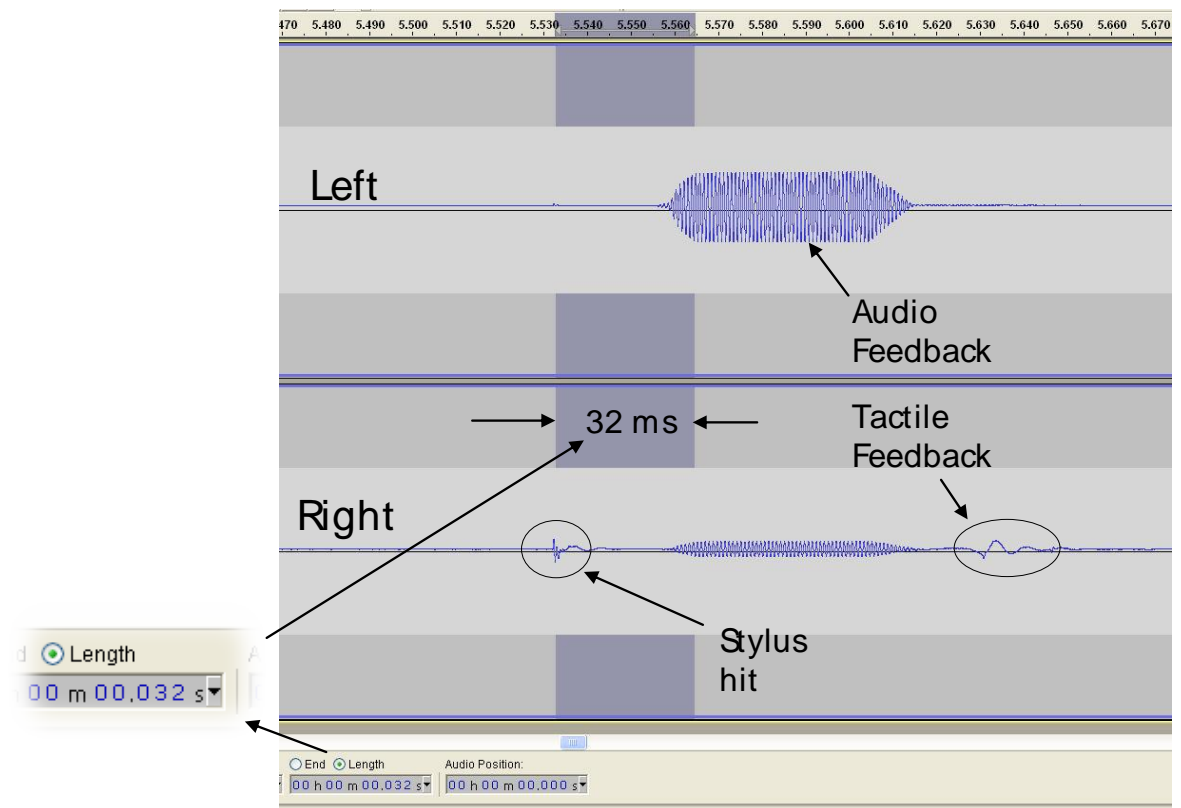 470 5.480 5.490 5.500 5.510 5.520 5.530 5.540 5.550 5.560 5.570 5.580 5.590 5.600 5.610 5.620 5.630 5.640 5.650 5.660 5.670
Left
Audio
Feedback
32 ms
Tactile
Feedback
Right
Stylus
hit
d Length A
00 m 00,032 s
End Length Audio Position:
00 h 00 m 00,032 s 00 h 00 m 00,000 s